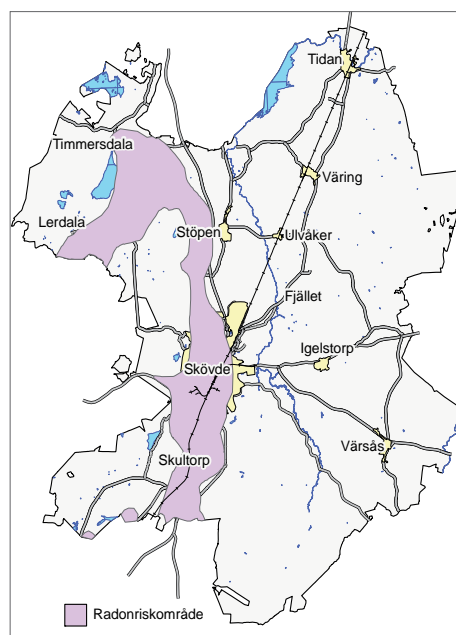 Tidan
Timmersdala
Väring
Lerdala
Stöpen
Ulvåker
Fjället
Igelstorp
Skövde
Värsås
Skultorp
Radonriskområde